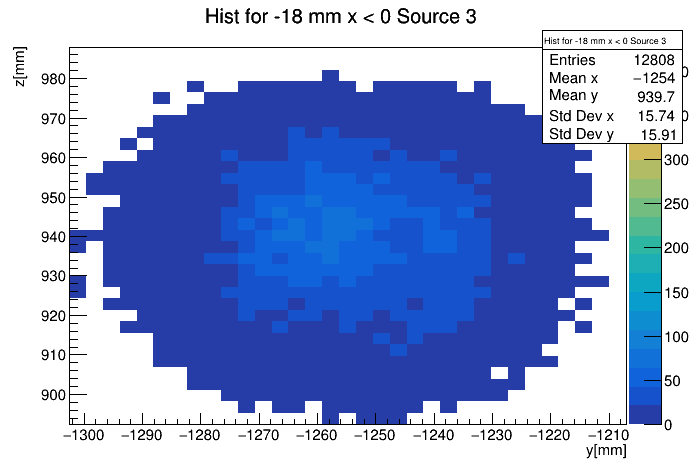 Hist for -18 mm x < 0 Source 3
Hist for -18 mm x < 0 Source 3
Entries 12808
Mean x −1254
Mean y 939.7
Std Dev x 15.74
Std Dev y 15.91
z[mm]
980
970
960
950
940
930
920
910
900
−1300 −1290 −1280 −1270 −1260 −1250 −1240 −1230 −1220 −1210
y[mm]
300
250
200
150
100
50
0